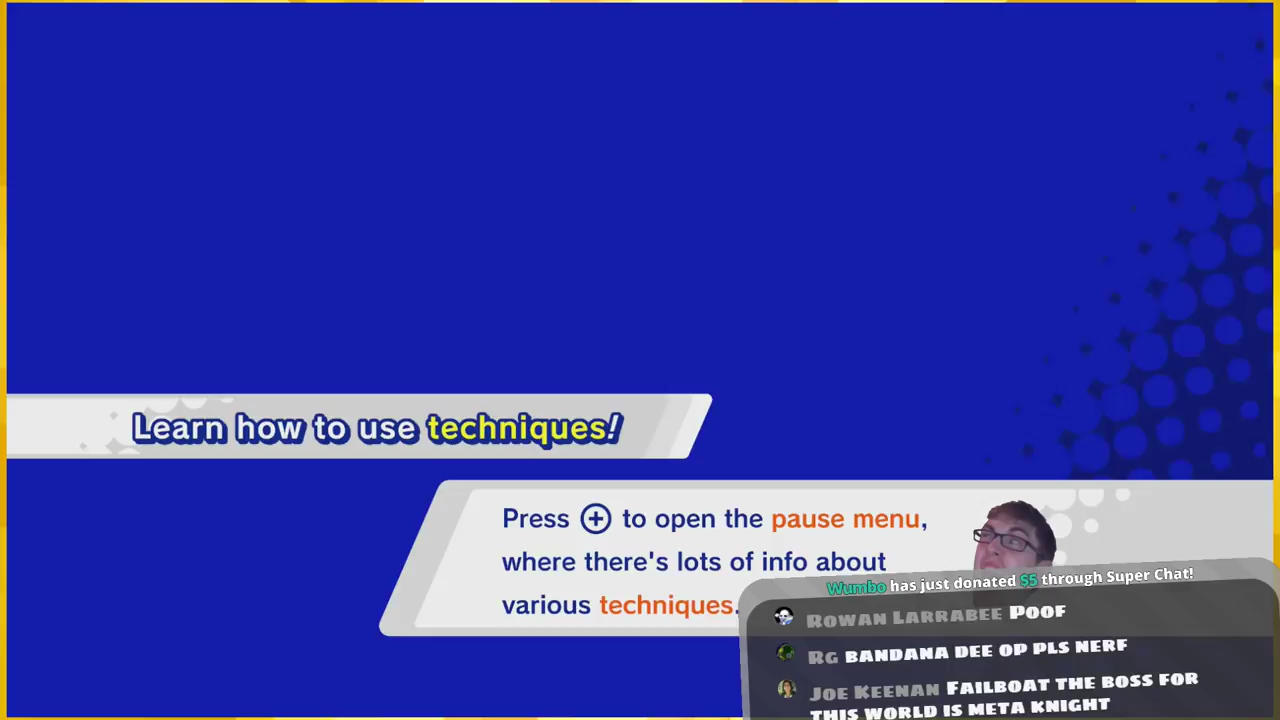 Learn how to use techniques!
Press ⊕ to open the pause menu,
where there's lots of info about
various techniques.
Wumbo has just donated $5 through Super Chat!
Rowan Larrabee Poof
Rg BANDANA DEE OP PLS NERF
Joe Keenan Failboat the boss for
this world is meta knight